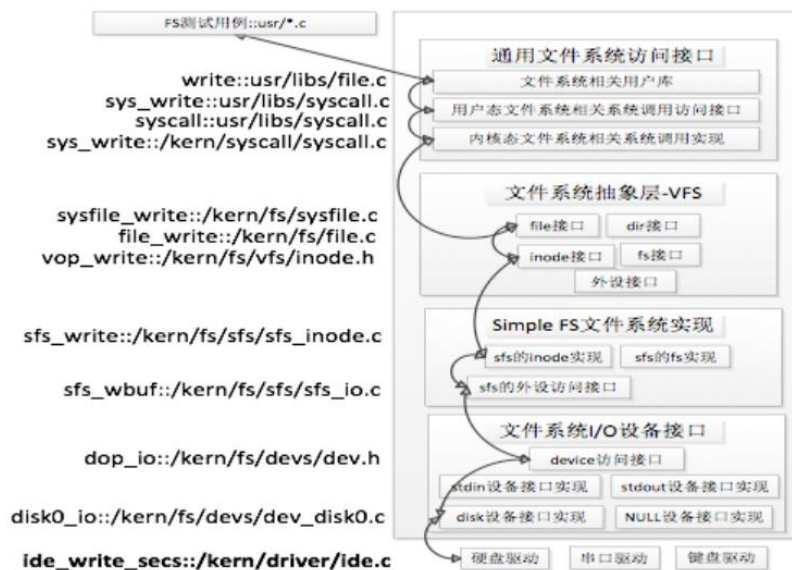 FS测试用例::usr/*.c
通用文件系统访问接口
write::usr/libs/file.c
文件系统相关用户库
sys_write::usr/libs/syscall.c
用户态文件系统相关系统调用访问接口
syscall::usr/libs/syscall.c
sys_write::/kern/syscall/syscall.c
内核态文件系统相关系统调用实现
文件系统抽象层-VFS
sysfile_write::/kern/fs/sysfile.c
file接口
dir接口
file_write::/kern/fs/file.c
vop_write::/kern/fs/vfs/inode.h
inode接口
fs接口
外设接口
Simple FS文件系统实现
sfs_write::/kern/fs/sfs/sfs_inode.c
sfs的inode实现
sfs的fs实现
sfs_wbuf::/kern/fs/sfs/sfs_io.c
sfs的外设访问接口
文件系统I/O设备接口
dop_io::/kern/fs/devs/dev.h
device访问接口
stdin设备接口实现
stdout设备接口实现
disk0_io::/kern/fs/devs/dev_disk0.c
disk设备接口实现
NULL设备接口实现
ide_write_secs::/kern/driver/ide.c
硬盘驱动
串口驱动
键盘驱动